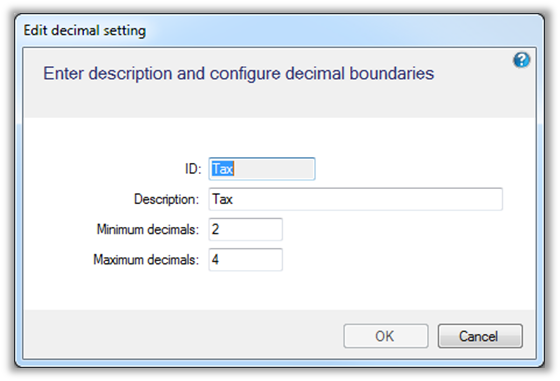 Edit decimal setting
?
Enter description and configure decimal boundaries
ID: Tax
Description: Tax
Minimum decimals: 2
Maximum decimals: 4
OK Cancel